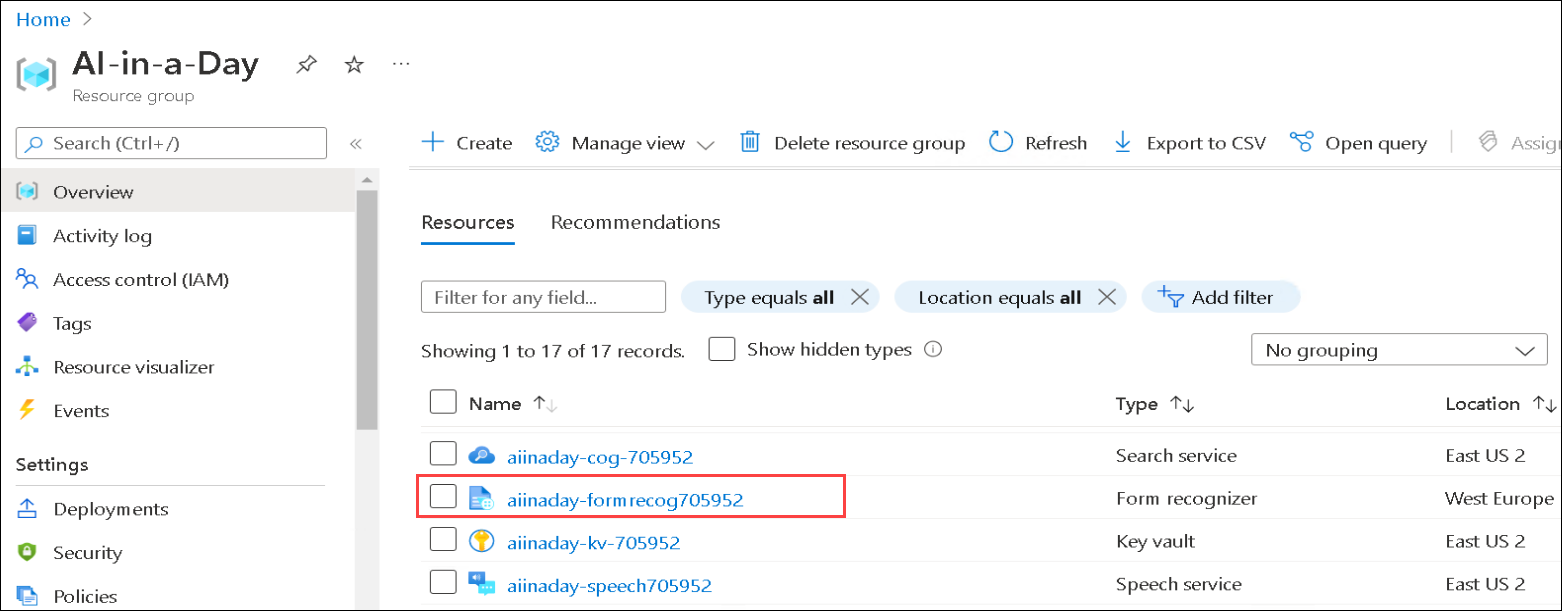 Home >
AI-in-a-Day ...
Resource group
Search (Ctrl+/) «
Overview
Activity log
Access control (IAM)
Tags
Resource visualizer
Events
Settings
Deployments
Security
Policies
Create Manage view Delete resource group Refresh Export to CSV Open query Assig
Resources Recommendations
Filter for any field... Type equals all Location equals all Add filter
Showing 1 to 17 of 17 records. Show hidden types No grouping
Name Type Location
aiinaday-cog-705952 Search service East US 2
aiinaday-formrecog705952 Form recognizer West Europe
aiinaday-kv-705952 Key vault East US 2
aiinaday-speech705952 Speech service East US 2